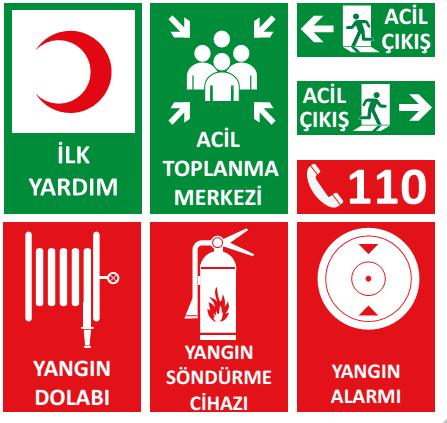 İLK
YARDIM
ACİL
TOPLANMA
MERKEZİ
ACİL
ÇIKIŞ
ACİL
ÇIKIŞ
110
YANGIN
DOLABI
YANGIN
SÖNDÜRME
CİHAZI
YANGIN
ALARMI